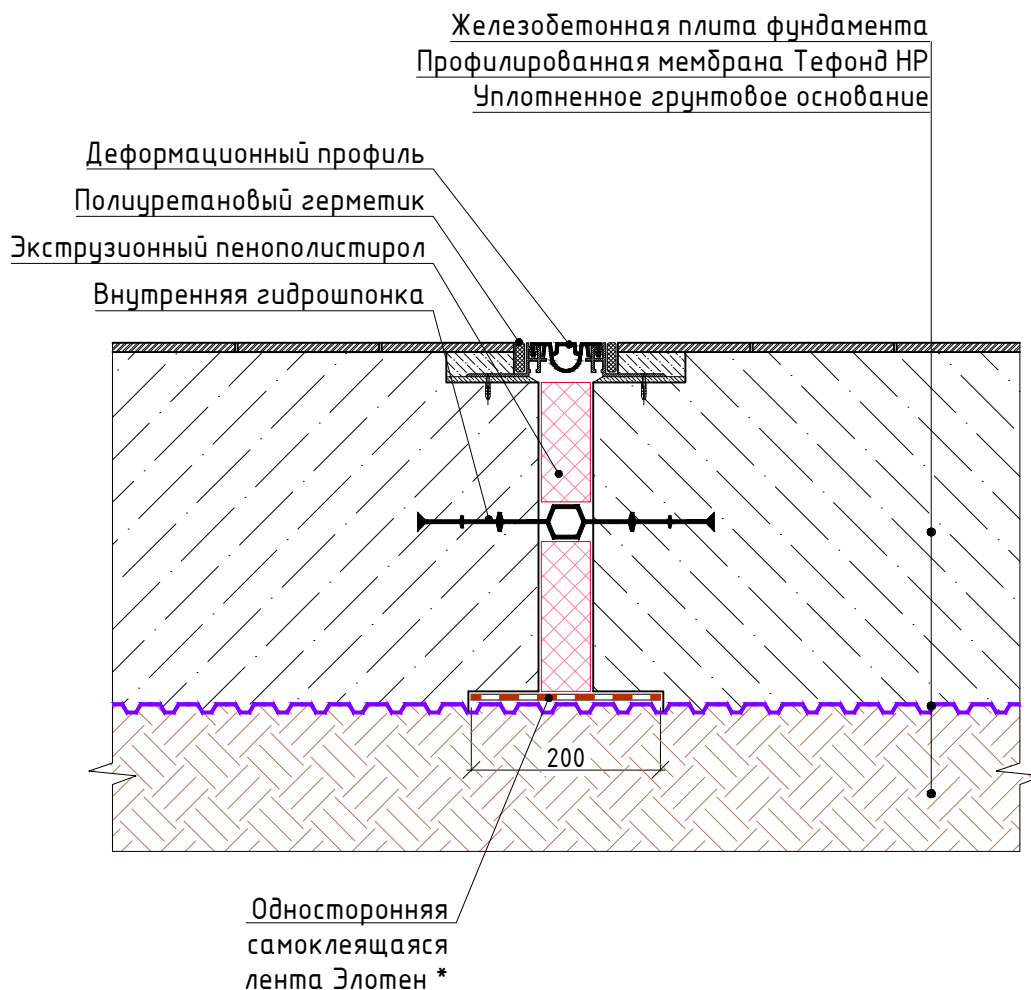 Железобетонная плита фундамента
Профилированная мембрана Тефонд HP
Уплотненное грунтовое основание
Деформационный профиль
Полиуретановый герметик
Экструзионный пенополистирол
Внутренняя гидрошпонка
200
Односторонняя
самоклеящаяся
лента Элотен *